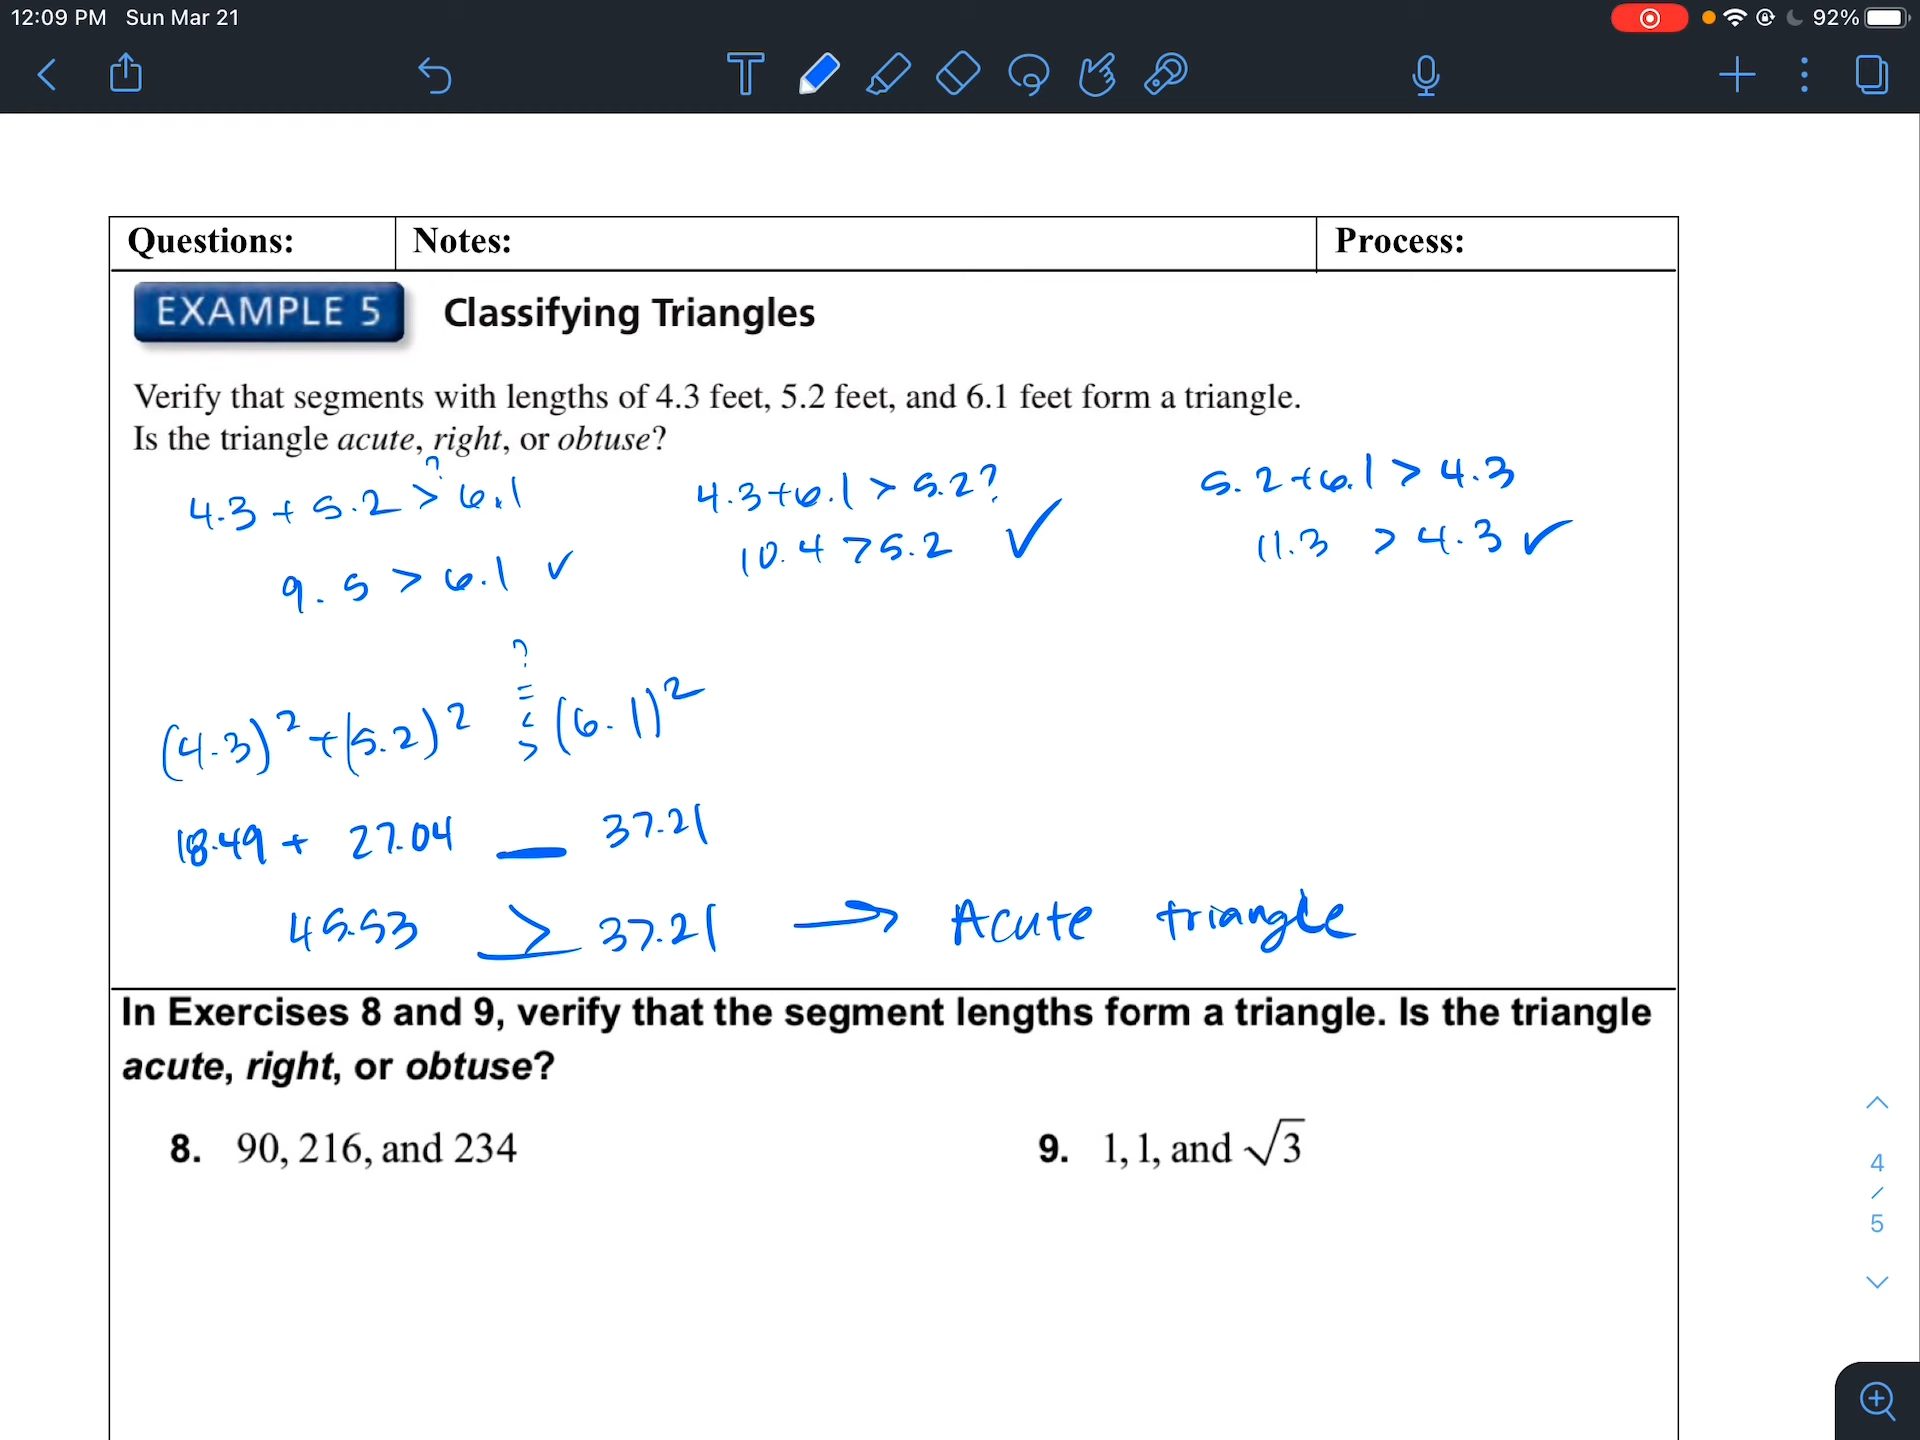 12:09 PM Sun Mar 21 92%
Questions: Notes: Process:
EXAMPLE 5 Classifying Triangles
Verify that segments with lengths of 4.3 feet, 5.2 feet, and 6.1 feet form a triangle.
Is the triangle acute, right, or obtuse?
?
4.3 + 5.2 > 6.1 4.3+6.1 > 5.2? 5.2+6.1 > 4.3
9.5 > 6.1 ✓ 10.4 > 5.2 ✓ 11.3 > 4.3 ✓
?
=
(4.3)² + (5.2)² < (6.1)²
>
18.49 + 27.04 _ 37.21
45.53 > 37.21 → Acute triangle
In Exercises 8 and 9, verify that the segment lengths form a triangle. Is the triangle
acute, right, or obtuse?
8. 90, 216, and 234 9. 1, 1, and √3
4
/
5